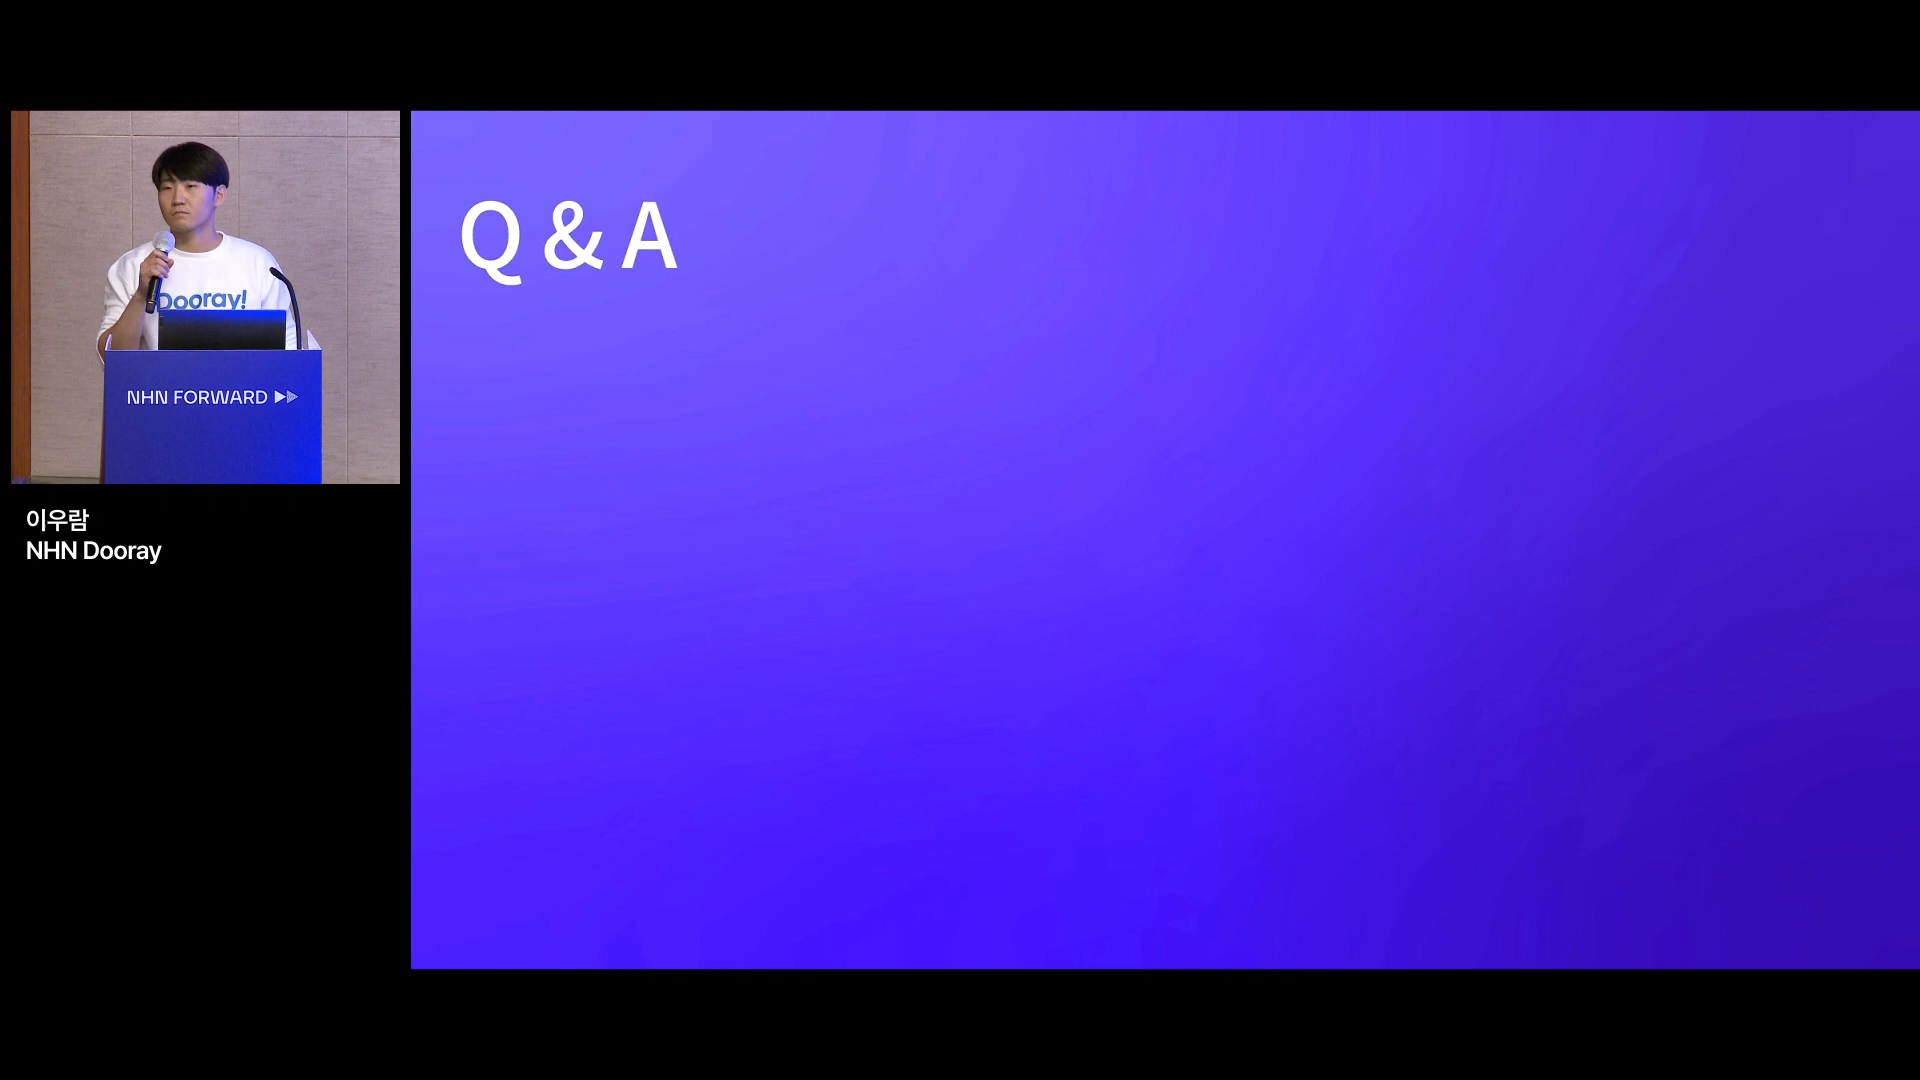 Q & A
Dooray!
NHN FORWARD
이우람
NHN Dooray